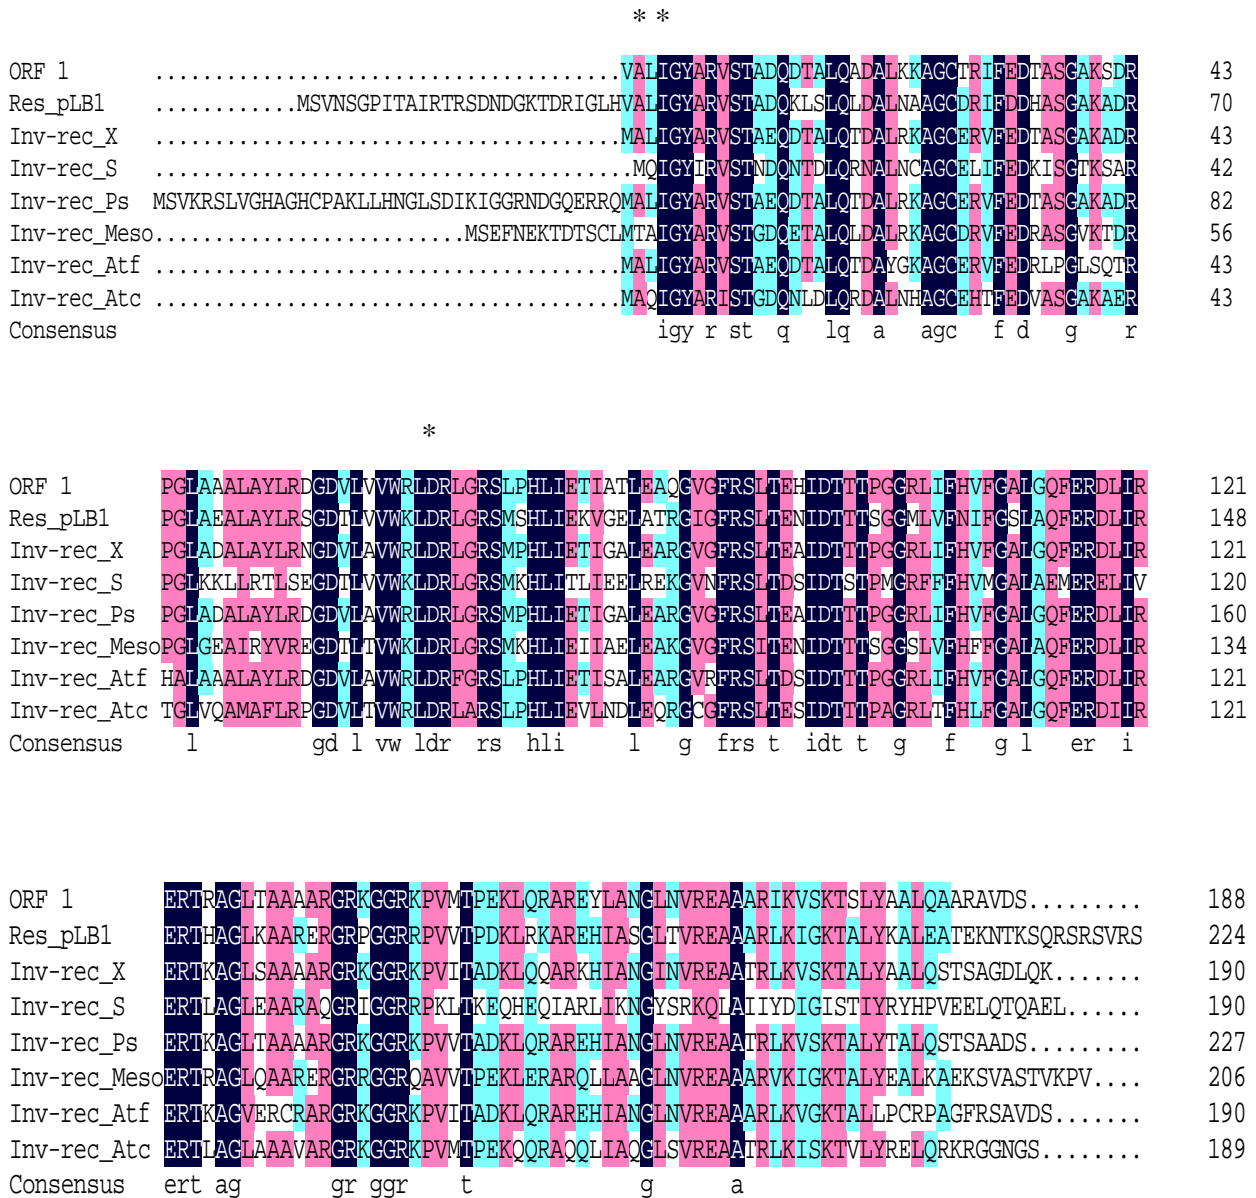 * *
ORF 1 .......................................VALIGYARVSTADQDTALQADALKKAGCTRIFEDTASGAKSDR 43
Res_pLB1 ............MSVNSGPITAIRTRSDNDGKTDRIGLHVALIGYARVSTADQKLSLQLDALNAAGCDRIFDDHASGAKADR 70
Inv-rec_X .......................................MALIGYARVSTAEQDTALQTDALRKAGCERVFEDTASGAKADR 43
Inv-rec_S ........................................MQIGYIRVSTNDQNTDLQRNALNCAGCELIFEDKISGTKSAR 42
Inv-rec_Ps MSVKRSLVGHAGHCPAKLLHNGLSDIKIGGRNDGQERRQMALIGYARVSTAEQDTALQTDALRKAGCERVFEDTASGAKADR 82
Inv-rec_Meso..........................MSEFNEKTDTSCLMTAIGYARVSTGDQETALQLDALRKAGCDRVFEDRASGVKTDR 56
Inv-rec_Atf .......................................MALIGYARVSTAEQDTALQTDAYGKAGCERVFEDRLPGLSQTR 43
Inv-rec_Atc .......................................MAQIGYARISTGDQNLDLQRDALNHAGCEHTFEDVASGAKAER 43
Consensus igy r st q lq a agc f d g r
*
ORF 1 PGLAAALAYLRDGDVLVVWRLDRLGRSLPHLIETIATLEAQGVGFRSLTEHIDTTTPGGRLIFHVFGALGQFERDLIR 121
Res_pLB1 PGLAEALAYLRSGDTLVVWKLDRLGRSMSHLIEKVGELATRGIGFRSLTENIDTTTSGGMLVFNIFGSLAQFERDLIR 148
Inv-rec_X PGLADALAYLRNGDVLAVWRLDRLGRSMPHLIETIGALEARGVGFRSLTEAIDTTTPGGRLIFHVFGALGQFERDLIR 121
Inv-rec_S PGLKKLLRTLSEGDTLVVWKLDRLGRSMKHLITLIEELREKGVNFRSLTDSIDTSTPMGRFFFHVMGALAEMERELIV 120
Inv-rec_Ps PGLADALAYLRDGDVLAVWRLDRLGRSMPHLIETIGALEARGVGFRSLTEAIDTTTPGGRLIFHVFGALGQFERDLIR 160
Inv-rec_MesoPGLGEAIRYVREGDTLTVWKLDRLGRSMKHLIEIIAELEAKGVGFRSITENIDTTTSGGSLVFHFFGALAQFERDLIR 134
Inv-rec_Atf HALAAALAYLRDGDVLAVWRLDRFGRSLPHLIETISALEARGVRFRSLTDSIDTTTPGGRLIFHVFGALGQFERDLIR 121
Inv-rec_Atc TGLVQAMAFLRPGDVLTVWRLDRLARSLPHLIEVLNDLEQRGCGFRSLTESIDTTTPAGRLTFHLFGALGQFERDIIR 121
Consensus l gd l vw ldr rs hli l g frs t idt t g f g l er i
ORF 1 ERTRAGLTAAAARGRKGGRKPVMTPEKLQRAREYLANGLNVREAAARIKVSKTSLYAALQAARAVDS......... 188
Res_pLB1 ERTHAGLKAARERGRPGGRRPVVTPDKLRKAREHIASGLTVREAAARLKIGKTALYKALEATEKNTKSQRSRSVRS 224
Inv-rec_X ERTKAGLSAAAARGRKGGRKPVITADKLQQARKHIANGINVREAATRLKVSKTALYAALQSTSAGDLQK....... 190
Inv-rec_S ERTLAGLEAARAQGRIGGRRPKLTKEQHEQIARLIKNGYSRKQLAIIYDIGISTIYRYHPVEELQTQAEL...... 190
Inv-rec_Ps ERTKAGLTAAAARGRKGGRKPVVTADKLQRAREHIANGLNVREAATRLKVSKTALYTALQSTSAADS......... 227
Inv-rec_MesoERTRAGLQAARERGRRGGRQAVVTPEKLERARQLLAAGLNVREAAARVKIGKTALYEALKAEKSVASTVKPV.... 206
Inv-rec_Atf ERTKAGVERCRARGRKGGRKPVITADKLQRAREHIANGLNVREAAARLKVGKTALLPCRPAGFRSAVDS....... 190
Inv-rec_Atc ERTLAGLAAAVARGRKGGRKPVMTPEKQQRAQQLIAQGLSVREAATRLKISKTVLYRELQRKRGGNGS........ 189
Consensus ert ag gr ggr t g a